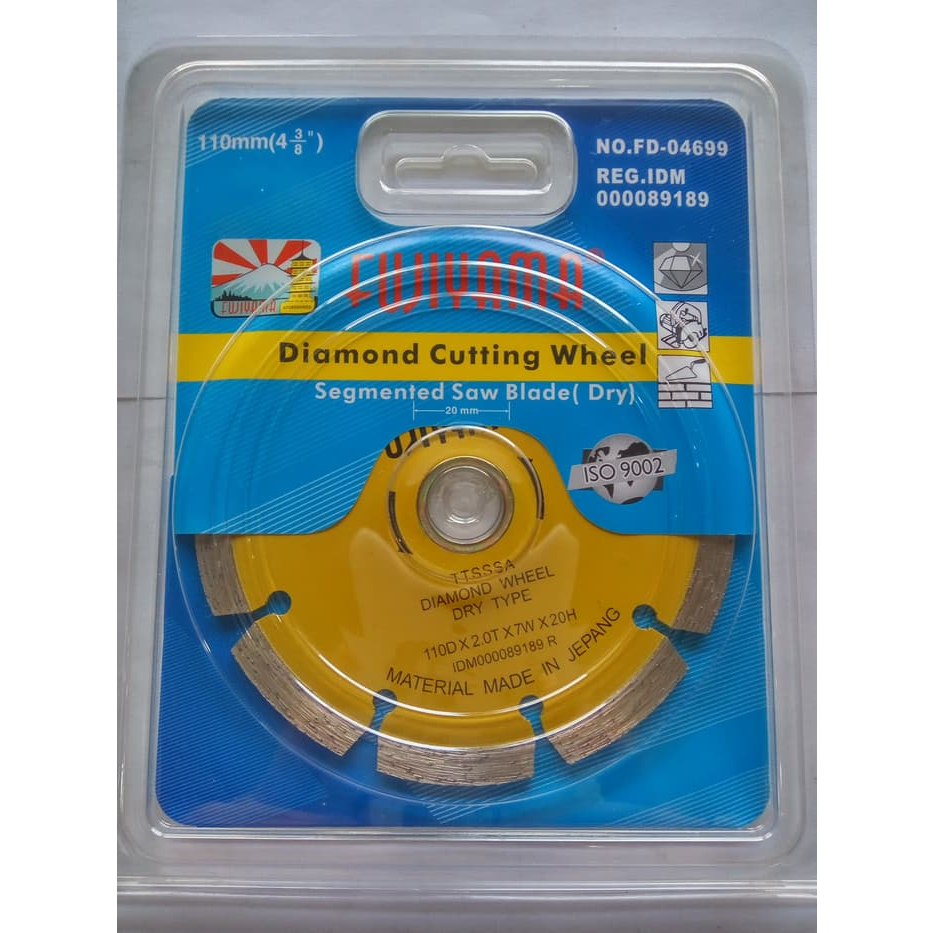 110mm(4 3/8")
NO.FD-04699
REG.IDM
000089189
FUJIYAMA
FUJIYAMA
Diamond Cutting Wheel
Segmented Saw Blade( Dry)
20 mm
ISO 9002
TTSSSA
DIAMOND WHEEL
DRY TYPE
110D X 2.0T X 7W X 20H
IDM000089189 R
MATERIAL MADE IN JEPANG